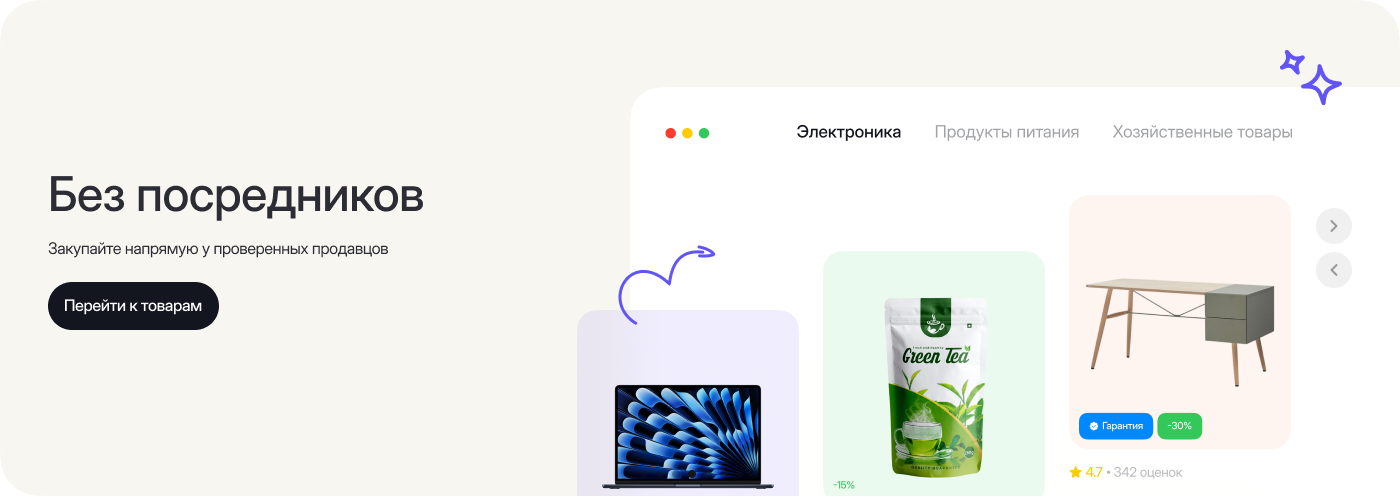 Без посредников
Закупайте напрямую у проверенных продавцов
Перейти к товарам
Электроника
Продукты питания
Хозяйственные товары
Green Tea
-15%
Гарантия
-30%
4.7 • 342 оценок